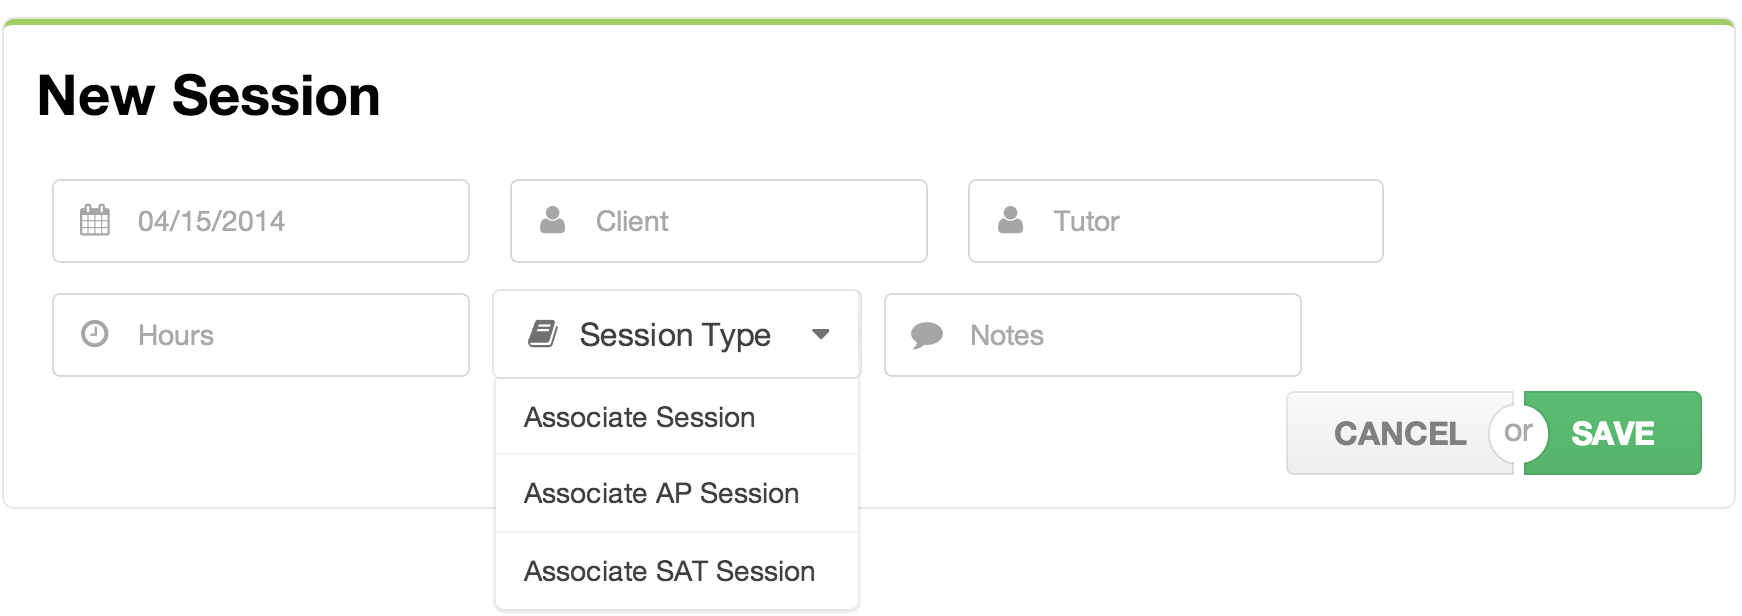 New Session
04/15/2014
Client
Tutor
Hours
Session Type
Notes
Associate Session
Associate AP Session
Associate SAT Session
CANCEL or SAVE